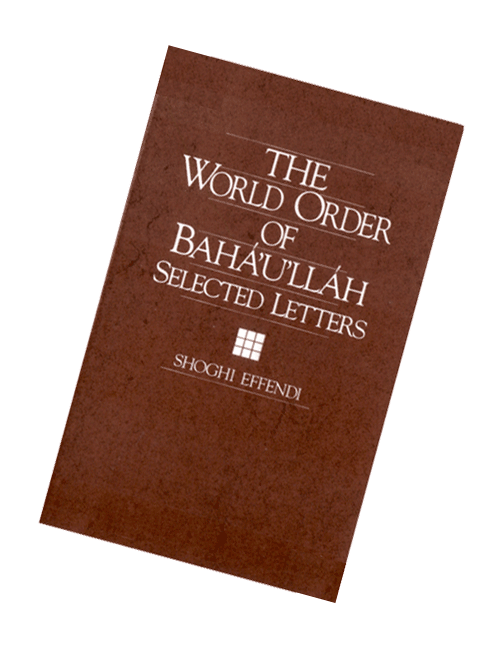 THE
WORLD ORDER
OF
BAHÁ'U'LLÁH
SELECTED LETTERS
SHOGHI EFFENDI